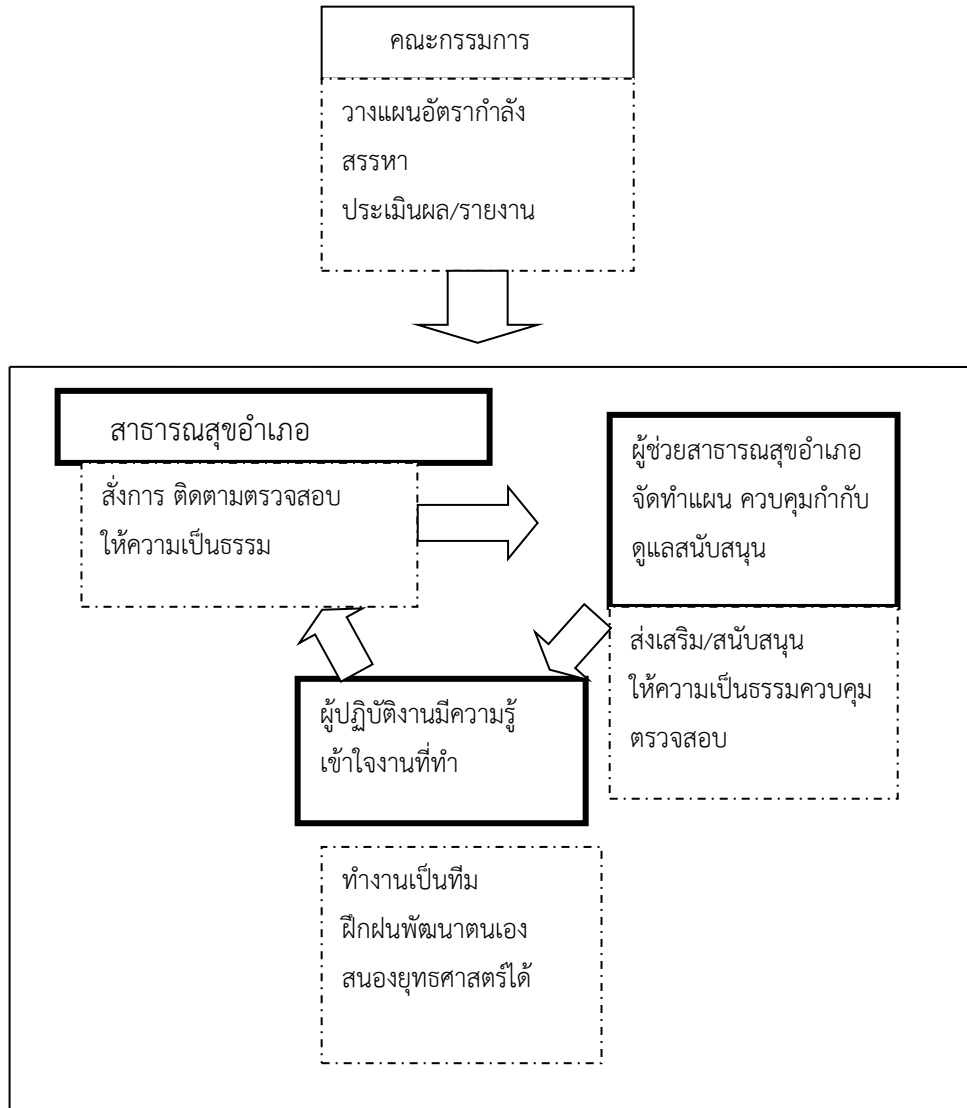 คณะกรรมการ
วางแผนอัตรากำลัง
สรรหา
ประเมินผล/รายงาน
สาธารณสุขอำเภอ
สั่งการ ติดตามตรวจสอบ
ให้ความเป็นธรรม
ผู้ช่วยสาธารณสุขอำเภอ
จัดทำแผน ควบคุมกำกับ
ดูแลสนับสนุน
ส่งเสริม/สนับสนุน
ให้ความเป็นธรรมควบคุม
ตรวจสอบ
ผู้ปฏิบัติงานมีความรู้
เข้าใจงานที่ทำ
ทำงานเป็นทีม
ฝึกฝนพัฒนาตนเอง
สนองยุทธศาสตร์ได้